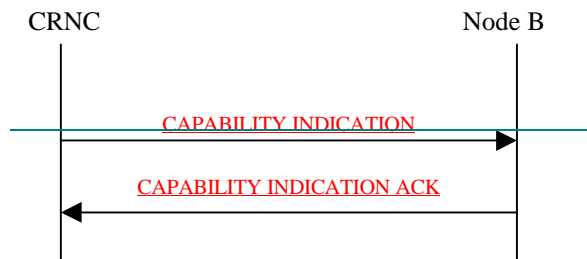 CRNC Node B
CAPABILITY INDICATION
CAPABILITY INDICATION ACK